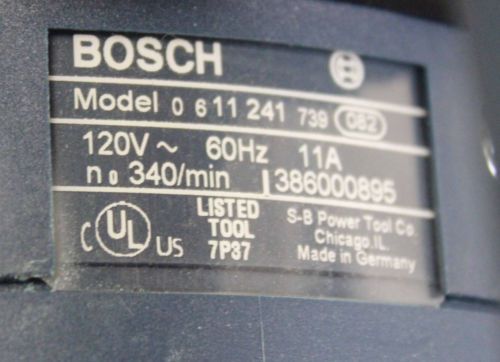 BOSCH
Model 0 611 241 739 082
120V ~ 60Hz 11A
n0 340/min 386000895
C UL US
LISTED
TOOL
7P37
S-B Power Tool Co.
Chicago,IL.
Made in Germany